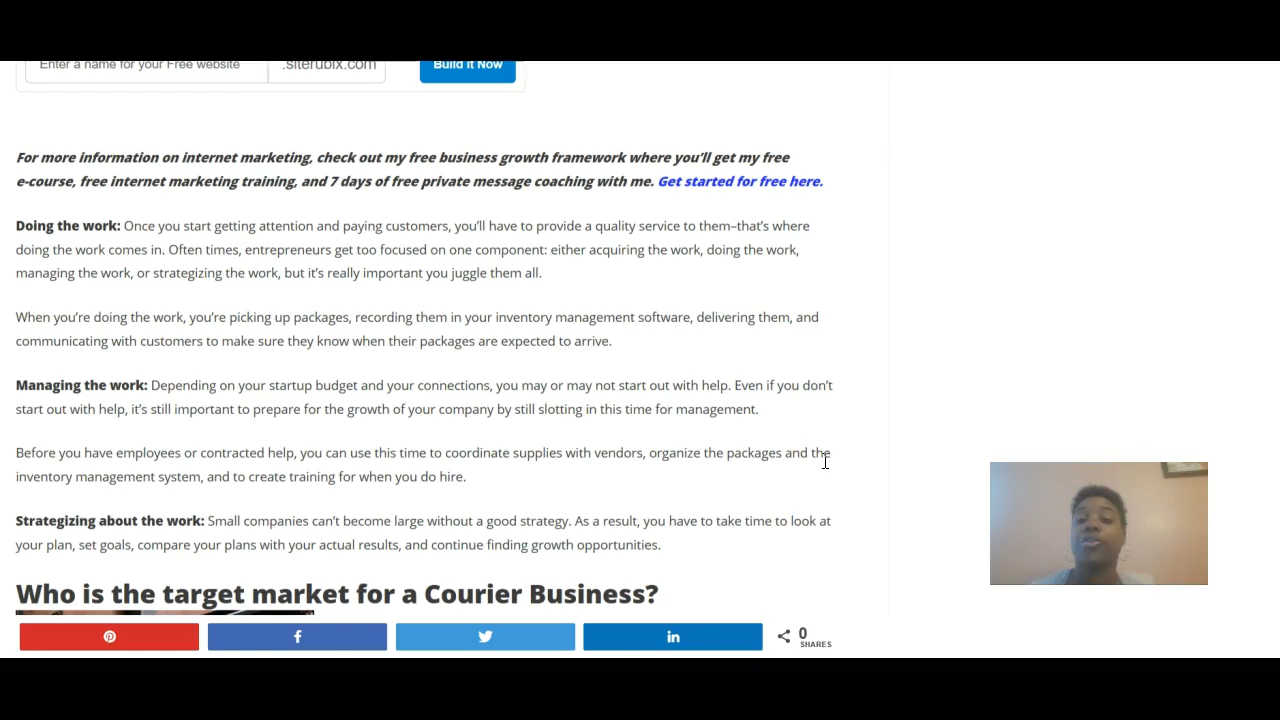 Enter a name for your Free website
.siterubix.com
Build It Now
For more information on internet marketing, check out my free business growth framework where you'll get my free
e-course, free internet marketing training, and 7 days of free private message coaching with me. Get started for free here.
Doing the work: Once you start getting attention and paying customers, you'll have to provide a quality service to them–that's where
doing the work comes in. Often times, entrepreneurs get too focused on one component: either acquiring the work, doing the work,
managing the work, or strategizing the work, but it's really important you juggle them all.
When you're doing the work, you're picking up packages, recording them in your inventory management software, delivering them, and
communicating with customers to make sure they know when their packages are expected to arrive.
Managing the work: Depending on your startup budget and your connections, you may or may not start out with help. Even if you don't
start out with help, it's still important to prepare for the growth of your company by still slotting in this time for management.
Before you have employees or contracted help, you can use this time to coordinate supplies with vendors, organize the packages and the
inventory management system, and to create training for when you do hire.
Strategizing about the work: Small companies can't become large without a good strategy. As a result, you have to take time to look at
your plan, set goals, compare your plans with your actual results, and continue finding growth opportunities.
Who is the target market for a Courier Business?
0
SHARES